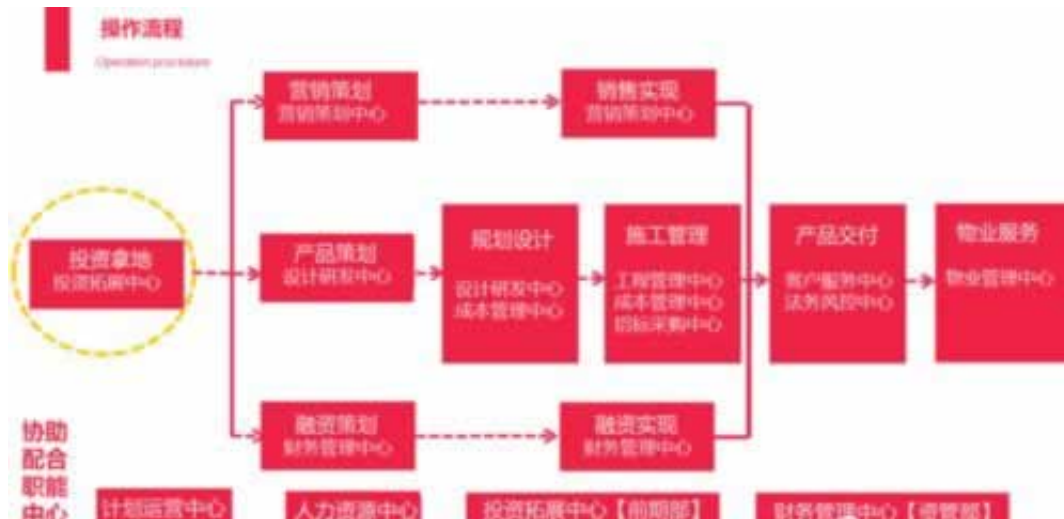 操作流程
Operation procedure
营销策划
营销策划中心
销售实现
营销策划中心
投资拿地
投资拓展中心
产品策划
设计研发中心
规划设计
设计研发中心
成本管理中心
施工管理
工程管理中心
成本管理中心
招标采购中心
产品交付
客户服务中心
法务风控中心
物业服务
物业管理中心
融资策划
财务管理中心
融资实现
财务管理中心
协助
配合
职能
中心
计划运营中心
人力资源中心
投资拓展中心【前期部】
财务管理中心【资管部】